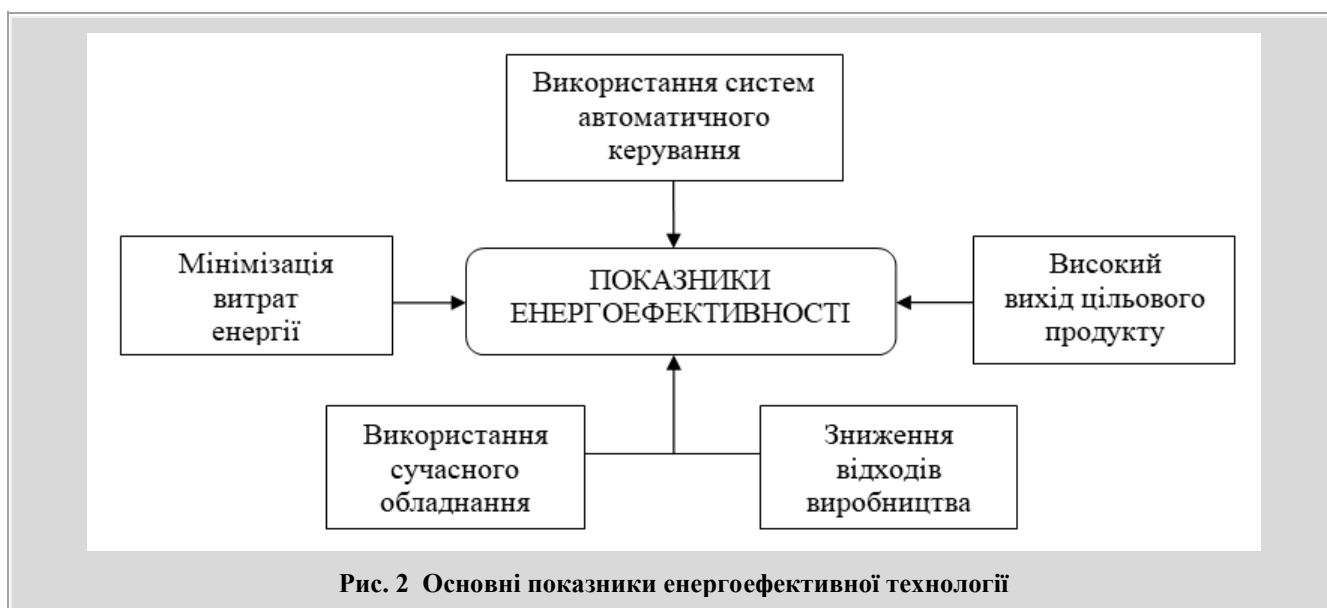 Використання систем
автоматичного
керування
Мінімізація
витрат
енергії
ПОКАЗНИКИ
ЕНЕРГОЕФЕКТИВНОСТІ
Високий
вихід цільового
продукту
Використання
сучасного
обладнання
Зниження
відходів
виробництва
Рис. 2 Основні показники енергоефективної технології